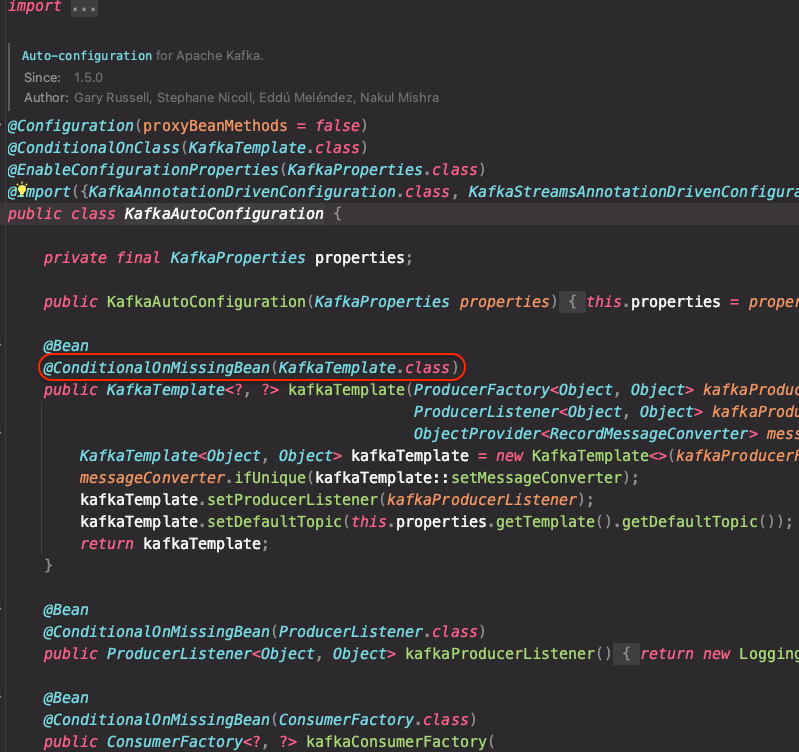 import ...
Auto-configuration for Apache Kafka.
Since: 1.5.0
Author: Gary Russell, Stephane Nicoll, Eddú Meléndez, Nakul Mishra
@Configuration(proxyBeanMethods = false)
@ConditionalOnClass(KafkaTemplate.class)
@EnableConfigurationProperties(KafkaProperties.class)
@Import({KafkaAnnotationDrivenConfiguration.class, KafkaStreamsAnnotationDrivenConfigura
public class KafkaAutoConfiguration {
private final KafkaProperties properties;
public KafkaAutoConfiguration(KafkaProperties properties) { this.properties = proper
@Bean
@ConditionalOnMissingBean(KafkaTemplate.class)
public KafkaTemplate<?, ?> kafkaTemplate(ProducerFactory<Object, Object> kafkaProduc
ProducerListener<Object, Object> kafkaProdu
ObjectProvider<RecordMessageConverter> mess
KafkaTemplate<Object, Object> kafkaTemplate = new KafkaTemplate<>(kafkaProducerF
messageConverter.ifUnique(kafkaTemplate::setMessageConverter);
kafkaTemplate.setProducerListener(kafkaProducerListener);
kafkaTemplate.setDefaultTopic(this.properties.getTemplate().getDefaultTopic());
return kafkaTemplate;
}
@Bean
@ConditionalOnMissingBean(ProducerListener.class)
public ProducerListener<Object, Object> kafkaProducerListener() { return new Logging
@Bean
@ConditionalOnMissingBean(ConsumerFactory.class)
public ConsumerFactory<?, ?> kafkaConsumerFactory(